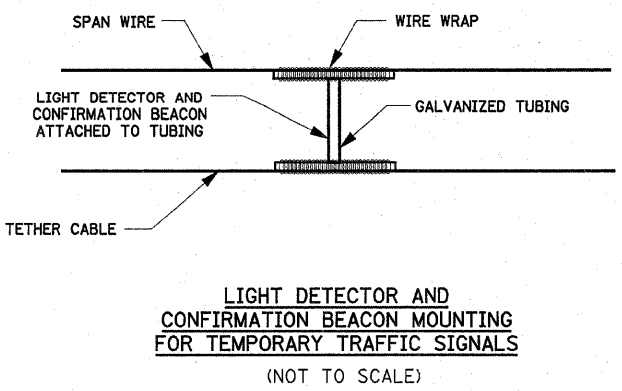 SPAN WIRE
WIRE WRAP
LIGHT DETECTOR AND
CONFIRMATION BEACON
ATTACHED TO TUBING
GALVANIZED TUBING
TETHER CABLE
LIGHT DETECTOR AND
CONFIRMATION BEACON MOUNTING
FOR TEMPORARY TRAFFIC SIGNALS
(NOT TO SCALE)